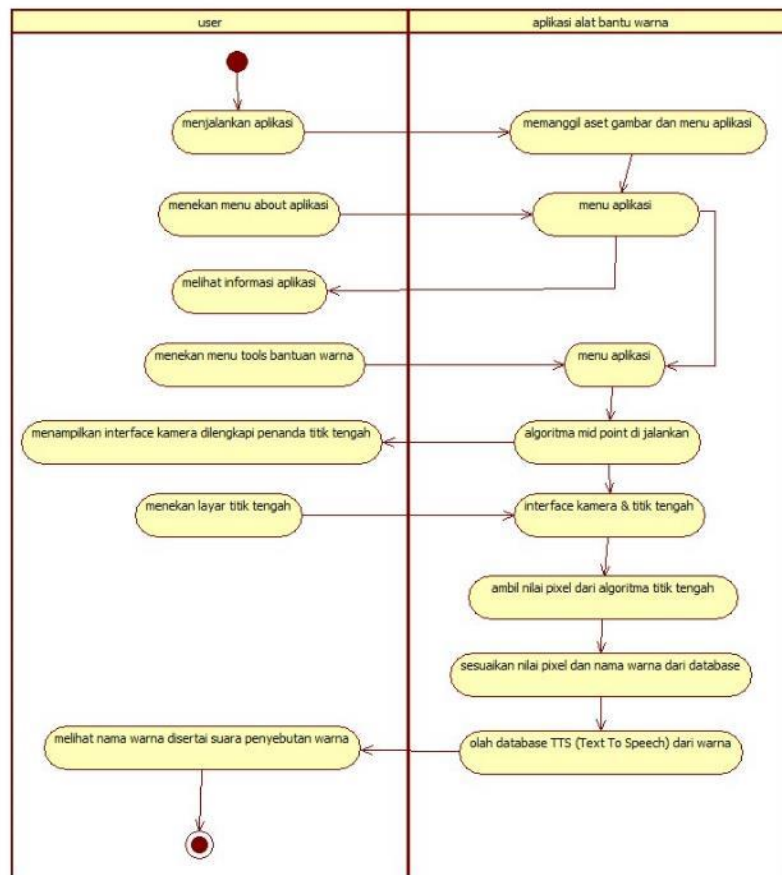 user
aplikasi alat bantu warna
menjalankan aplikasi
memanggil aset gambar dan menu aplikasi
menekan menu about aplikasi
menu aplikasi
melihat informasi aplikasi
menekan menu tools bantuan warna
menu aplikasi
menampilkan interface kamera dilengkapi penanda titik tengah
algoritma mid point di jalankan
menekan layar titik tengah
interface kamera & titik tengah
ambil nilai pixel dari algoritma titik tengah
sesuaikan nilai pixel dan nama warna dari database
melihat nama warna disertai suara penyebutan warna
olah database TTS (Text To Speech) dari warna